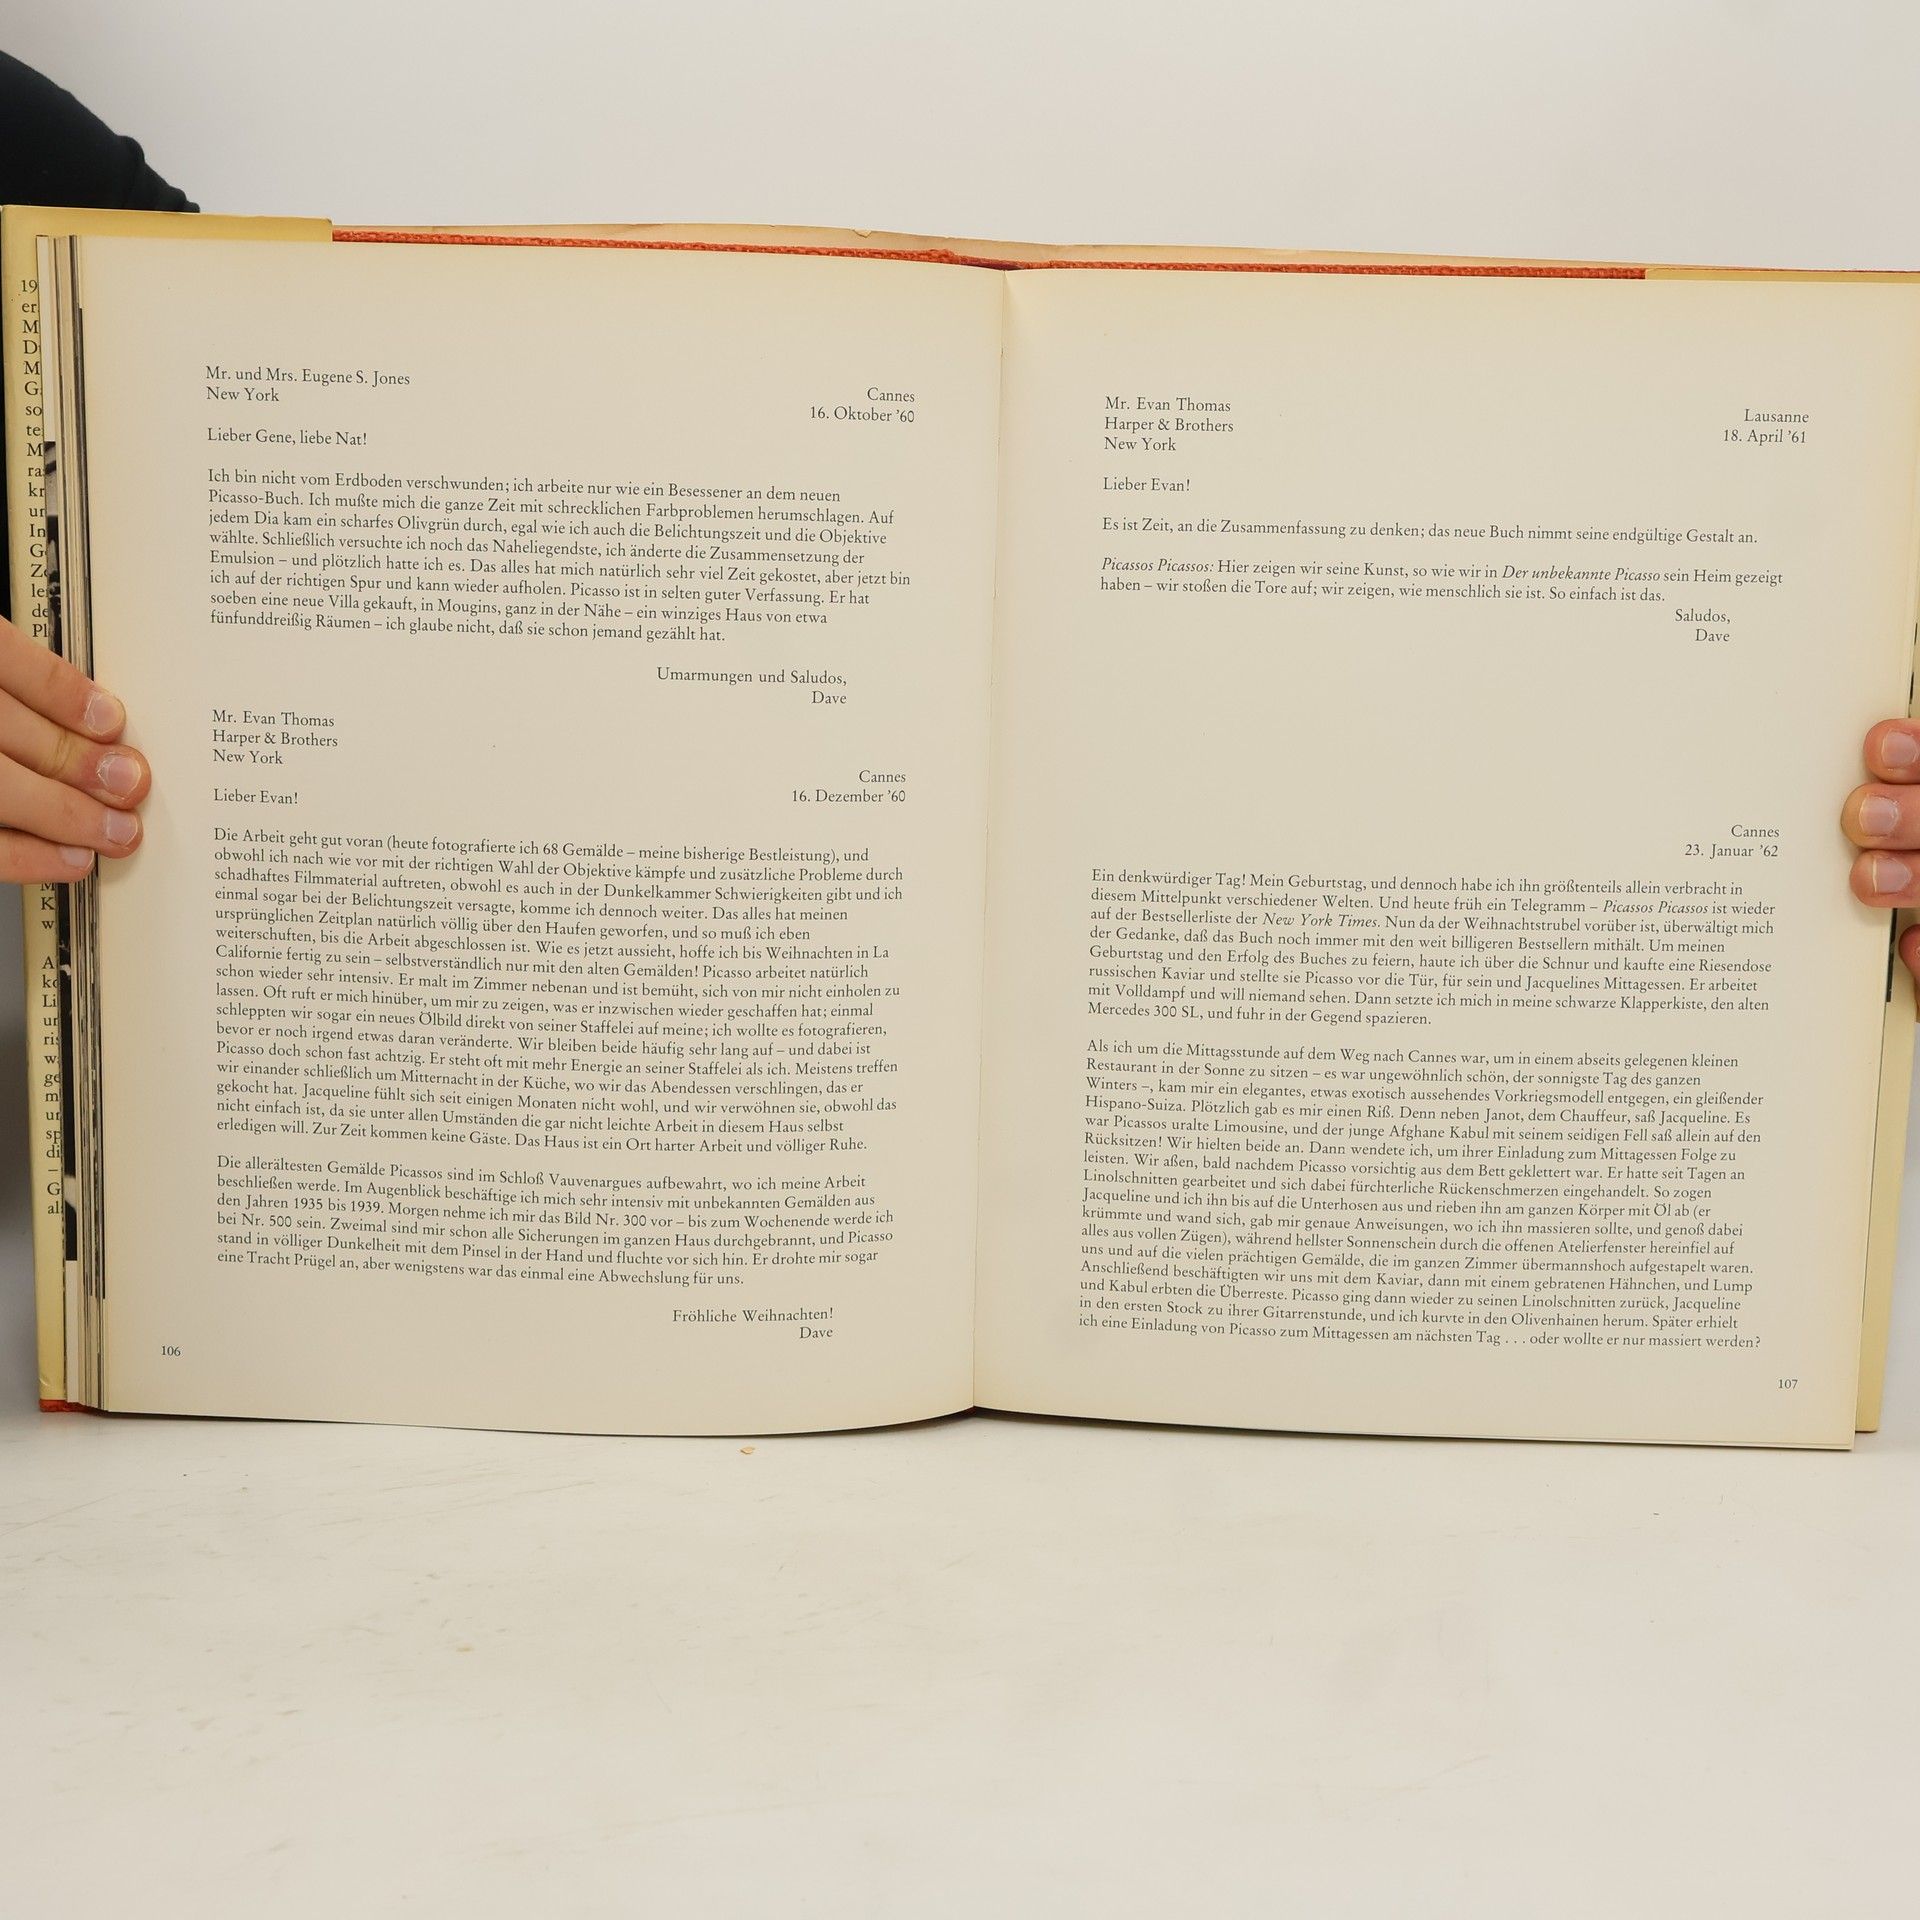 Mr. und Mrs. Eugene S. Jones
New York
Cannes
16. Oktober ’60
Lieber Gene, liebe Nat!
Ich bin nicht vom Erdboden verschwunden; ich arbeite nur wie ein Besessener an dem neuen
Picasso-Buch. Ich mußte mich die ganze Zeit mit schrecklichen Farbproblemen herumschlagen. Auf
jedem Dia kam ein scharfes Olivgrün durch, egal wie ich auch die Belichtungszeit und die Objektive
wählte. Schließlich versuchte ich noch das Naheliegendste, ich änderte die Zusammensetzung der
Emulsion – und plötzlich hatte ich es. Das alles hat mich natürlich sehr viel Zeit gekostet, aber jetzt bin
ich auf der richtigen Spur und kann wieder aufholen. Picasso ist in selten guter Verfassung. Er hat
soeben eine neue Villa gekauft, in Mougins, ganz in der Nähe – ein winziges Haus von etwa
fünfunddreißig Räumen – ich glaube nicht, daß sie schon jemand gezählt hat.
Umarmungen und Saludos,
Dave
Mr. Evan Thomas
Harper & Brothers
New York
Cannes
16. Dezember ’60
Lieber Evan!
Die Arbeit geht gut voran (heute fotografierte ich 68 Gemälde – meine bisherige Bestleistung), und
obwohl ich nach wie vor mit der richtigen Wahl der Objektive kämpfe und zusätzliche Probleme durch
schadhaftes Filmmaterial auftreten, obwohl es auch in der Dunkelkammer Schwierigkeiten gibt und ich
einmal sogar bei der Belichtungszeit versagte, komme ich dennoch weiter. Das alles hat meinen
ursprünglichen Zeitplan natürlich völlig über den Haufen geworfen, und so muß ich eben
weiterschuften, bis die Arbeit abgeschlossen ist. Wie es jetzt aussieht, hoffe ich bis Weihnachten in La
Californie fertig zu sein – selbstverständlich nur mit den alten Gemälden! Picasso arbeitet natürlich
schon wieder sehr intensiv. Er malt im Zimmer nebenan und ist bemüht, sich von mir nicht einholen zu
lassen. Oft ruft er mich hinüber, um mir zu zeigen, was er inzwischen wieder geschaffen hat; einmal
schleppten wir sogar ein neues Ölbild direkt von seiner Staffelei auf meine; ich wollte es fotografieren,
bevor er noch irgend etwas daran veränderte. Wir bleiben beide häufig sehr lang auf – und dabei ist
Picasso doch schon fast achtzig. Er steht oft mit mehr Energie an seiner Staffelei als ich. Meistens treffen
wir einander schließlich um Mitternacht in der Küche, wo wir das Abendessen verschlingen, das er
gekocht hat. Jacqueline fühlt sich seit einigen Monaten nicht wohl, und wir verwöhnen sie, obwohl das
nicht einfach ist, da sie unter allen Umständen die gar nicht leichte Arbeit in diesem Haus selbst
erledigen will. Zur Zeit kommen keine Gäste. Das Haus ist ein Ort harter Arbeit und völliger Ruhe.
Die allerältesten Gemälde Picassos sind im Schloß Vauvenargues aufbewahrt, wo ich meine Arbeit
beschließen werde. Im Augenblick beschäftige ich mich sehr intensiv mit unbekannten Gemälden aus
den Jahren 1935 bis 1939. Morgen nehme ich mir das Bild Nr. 300 vor – bis zum Wochenende werde ich
bei Nr. 500 sein. Zweimal sind mir schon alle Sicherungen im ganzen Haus durchgebrannt, und Picasso
stand in völliger Dunkelheit mit dem Pinsel in der Hand und fluchte vor sich hin. Er drohte mir sogar
eine Tracht Prügel an, aber wenigstens war das einmal eine Abwechslung für uns.
Fröhliche Weihnachten!
Dave
106
Mr. Evan Thomas
Harper & Brothers
New York
Lausanne
18. April ’61
Lieber Evan!
Es ist Zeit, an die Zusammenfassung zu denken; das neue Buch nimmt seine endgültige Gestalt an.
Picassos Picassos: Hier zeigen wir seine Kunst, so wie wir in Der unbekannte Picasso sein Heim gezeigt
haben – wir stoßen die Tore auf; wir zeigen, wie menschlich sie ist. So einfach ist das.
Saludos,
Dave
Cannes
23. Januar ’62
Ein denkwürdiger Tag! Mein Geburtstag, und dennoch habe ich ihn größtenteils allein verbracht in
diesem Mittelpunkt verschiedener Welten. Und heute früh ein Telegramm – Picassos Picassos ist wieder
auf der Bestsellerliste der New York Times. Nun da der Weihnachtstrubel vorüber ist, überwältigt mich
der Gedanke, daß das Buch noch immer mit den weit billigeren Bestsellern mithält. Um meinen
Geburtstag und den Erfolg des Buches zu feiern, haute ich über die Schnur und kaufte eine Riesendose
russischen Kaviar und stellte sie Picasso vor die Tür, für sein und Jacquelines Mittagessen. Er arbeitet
mit Volldampf und will niemand sehen. Dann setzte ich mich in meine schwarze Klapperkiste, den alten
Mercedes 300 SL, und fuhr in der Gegend spazieren.
Als ich um die Mittagsstunde auf dem Weg nach Cannes war, um in einem abseits gelegenen kleinen
Restaurant in der Sonne zu sitzen – es war ungewöhnlich schön, der sonnigste Tag des ganzen
Winters –, kam mir ein elegantes, etwas exotisch aussehendes Vorkriegsmodell entgegen, ein gleißender
Hispano-Suiza. Plötzlich gab es mir einen Riß. Denn neben Janot, dem Chauffeur, saß Jacqueline. Es
war Picassos uralte Limousine, und der junge Afghane Kabul mit seinem seidigen Fell saß allein auf den
Rücksitzen! Wir hielten beide an. Dann wendete ich, um ihrer Einladung zum Mittagessen Folge zu
leisten. Wir aßen, bald nachdem Picasso vorsichtig aus dem Bett geklettert war. Er hatte seit Tagen an
Linolschnitten gearbeitet und sich dabei fürchterliche Rückenschmerzen eingehandelt. So zogen
Jacqueline und ich ihn bis auf die Unterhosen aus und rieben ihn am ganzen Körper mit Öl ab (er
krümmte und wand sich, gab mir genaue Anweisungen, wo ich ihn massieren sollte, und genoß dabei
alles aus vollen Zügen), während hellster Sonnenschein durch die offenen Atelierfenster hereinfiel auf
uns und auf die vielen prächtigen Gemälde, die im ganzen Zimmer übermannshoch aufgestapelt waren.
Anschließend beschäftigten wir uns mit dem Kaviar, dann mit einem gebratenen Hähnchen, und Lump
und Kabul erbten die Überreste. Picasso ging dann wieder zu seinen Linolschnitten zurück, Jacqueline
in den ersten Stock zu ihrer Gitarrenstunde, und ich kurvte in den Olivenhainen herum. Später erhielt
ich eine Einladung von Picasso zum Mittagessen am nächsten Tag . . . oder wollte er nur massiert werden?
107